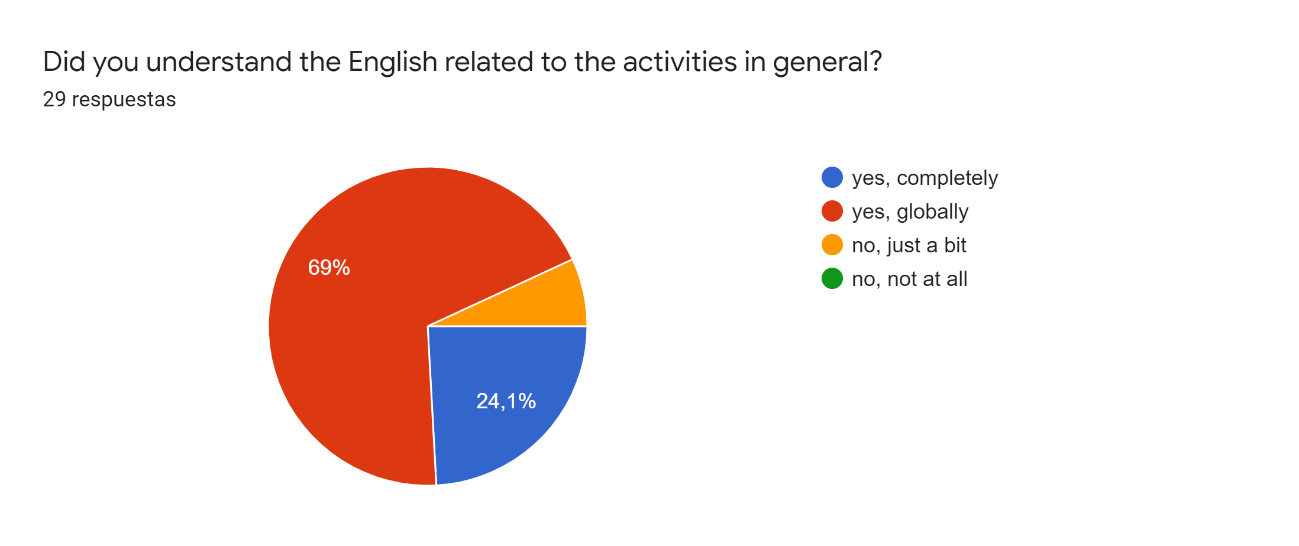 Did you understand the English related to the activities in general?
29 respuestas
yes, completely
yes, globally
no, just a bit
no, not at all
69%
24,1%